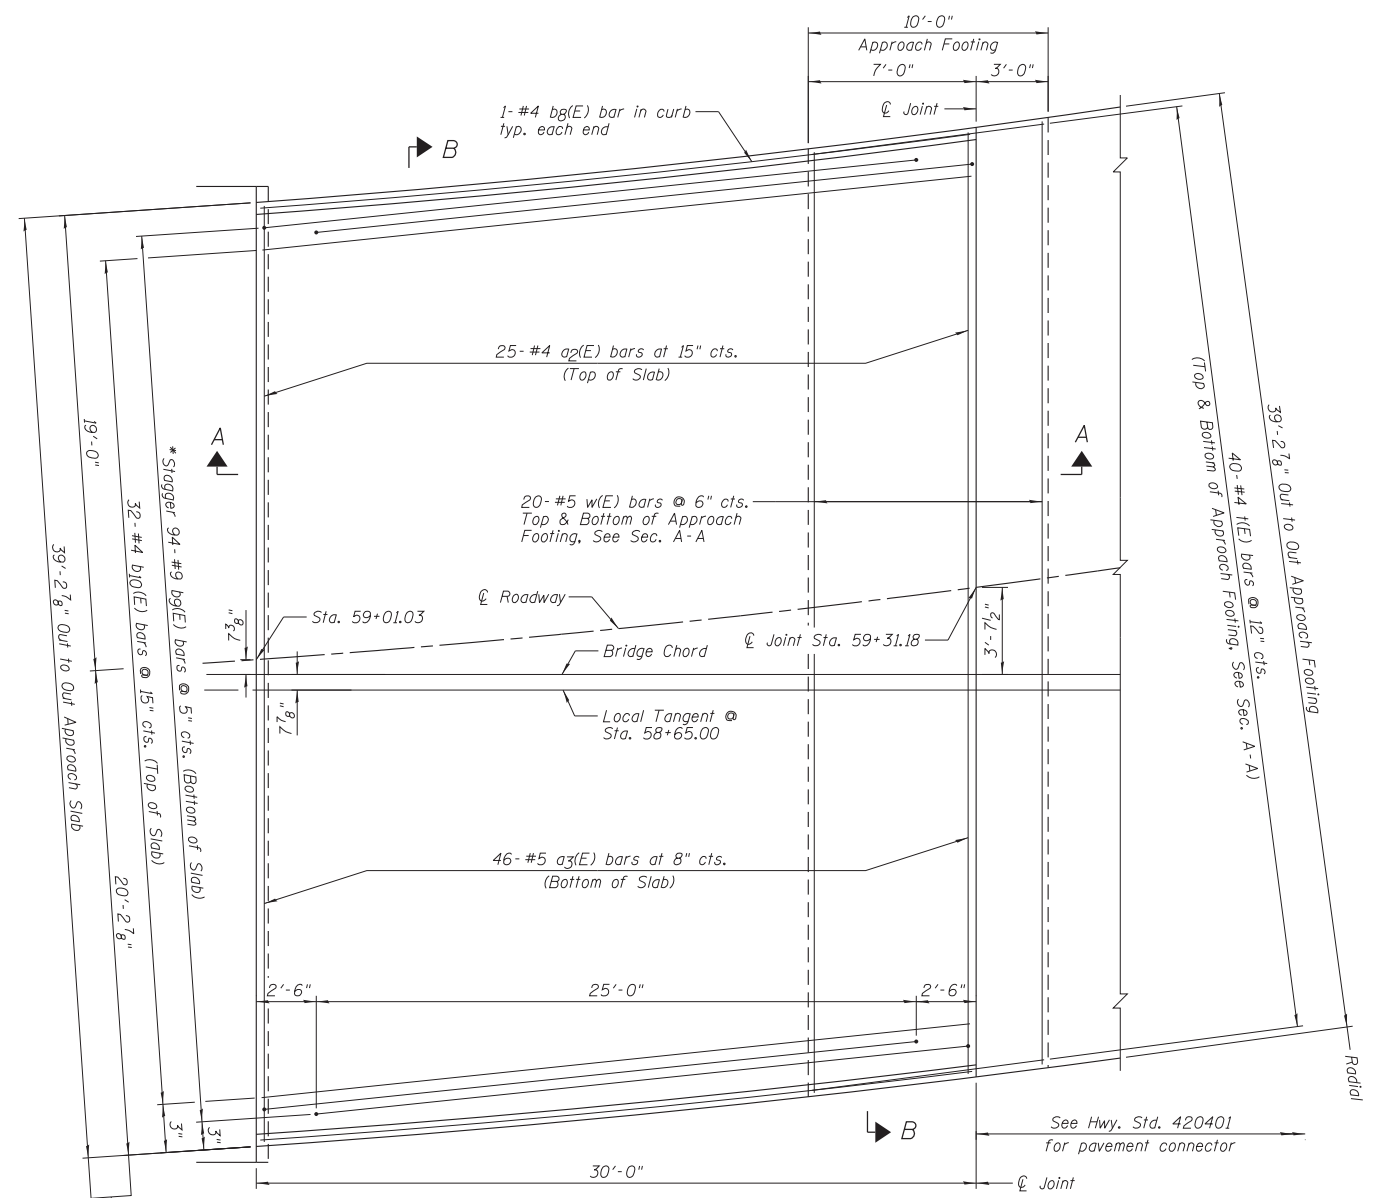 10'-0"
Approach Footing
7'-0"
3'-0"
1- #4 b8(E) bar in curb
typ. each end
℄ Joint
B
25- #4 a2(E) bars at 15" cts.
(Top of Slab)
A
A
19'-0"
39'-2 7/8" Out to Out Approach Slab
32- #4 b10(E) bars @ 15" cts. (Top of Slab)
* Stagger 94- #9 b9(E) bars @ 5" cts. (Bottom of Slab)
20- #5 w(E) bars @ 6" cts.
Top & Bottom of Approach
Footing, See Sec. A-A
39'-2 7/8" Out to Out Approach Footing
40- #4 t(E) bars @ 12" cts.
(Top & Bottom of Approach Footing, See Sec. A-A)
℄ Roadway
Sta. 59+01.03
7 3/8"
℄ Joint Sta. 59+31.18
3'-7 1/2"
Bridge Chord
7 7/8"
Local Tangent @
Sta. 58+65.00
46- #5 a3(E) bars at 8" cts.
(Bottom of Slab)
20'-2 7/8"
2'-6"
25'-0"
2'-6"
3"
3"
Radial
B
See Hwy. Std. 420401
for pavement connector
30'-0"
℄ Joint